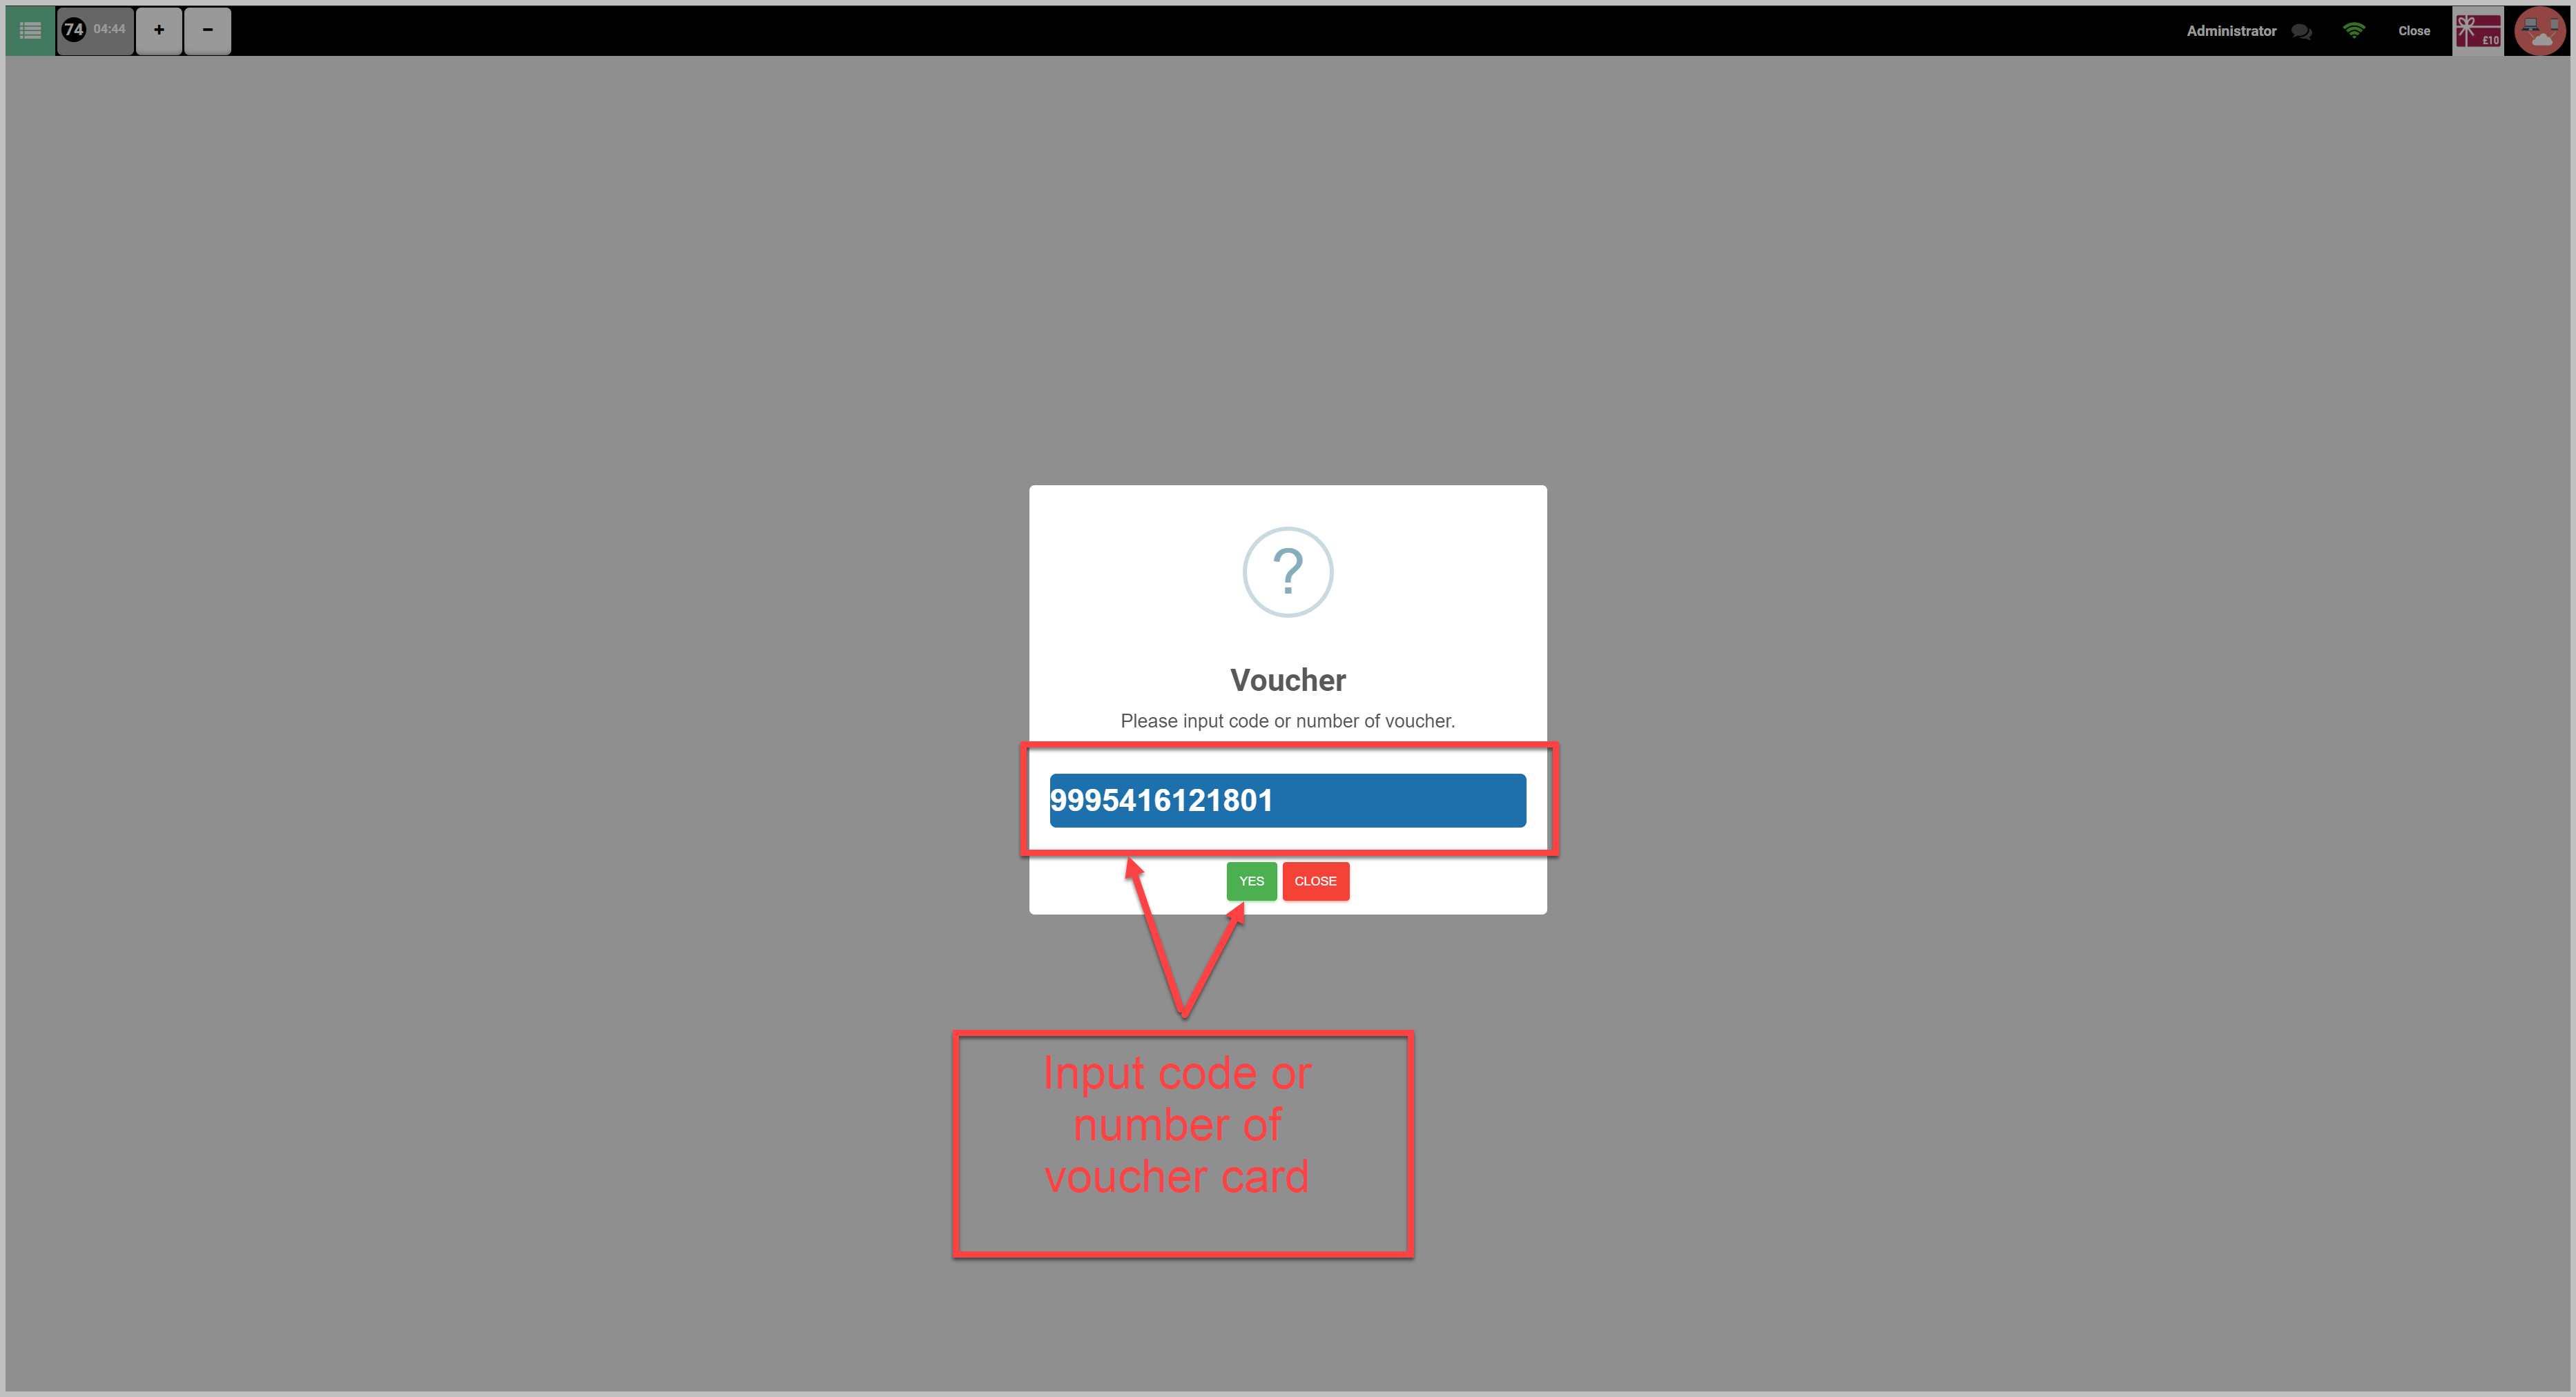 74 04:44 + -
Administrator Close £10
?
Voucher
Please input code or number of voucher.
9995416121801
YES CLOSE
Input code or
number of
voucher card